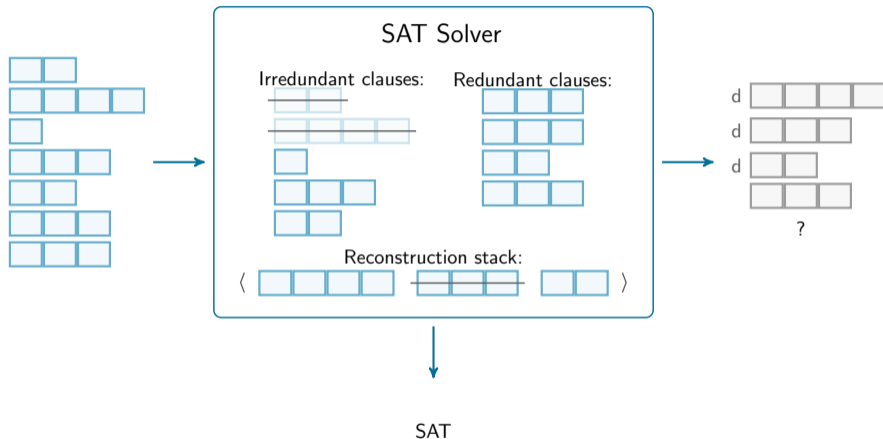 SAT Solver
Irredundant clauses:
Redundant clauses:
d
d
d
?
Reconstruction stack:
⟨ ⟩
SAT